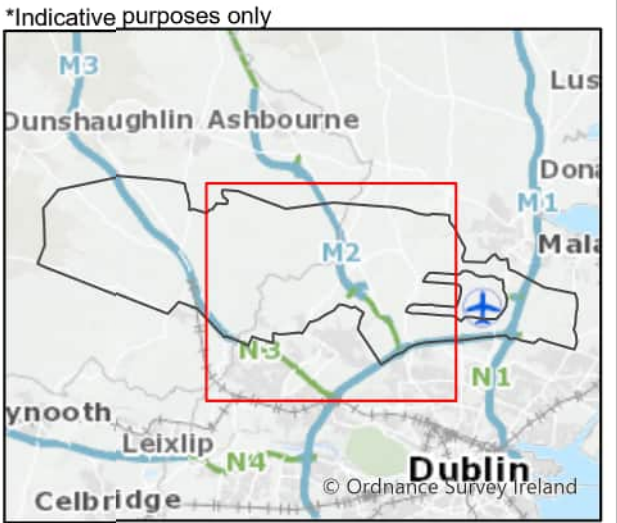 *Indicative purposes only
M3
Lus
Dunshaughlin Ashbourne
Dona
M1
M2
Mala
N3
N1
ynooth
Leixlip
N4
Dublin
© Ordnance Survey Ireland
Celbridge